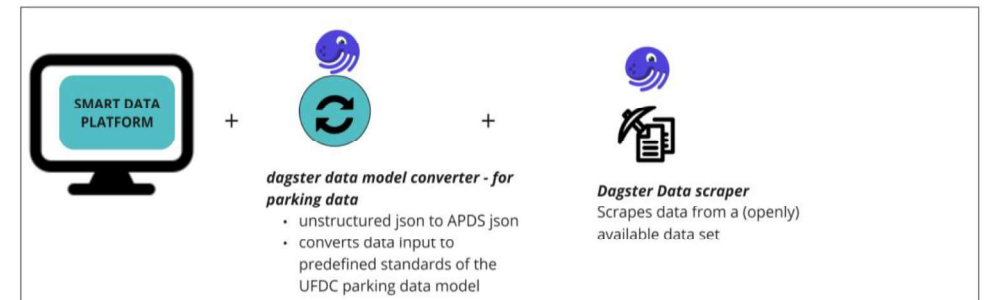 SMART DATA
PLATFORM
+
+
dagster data model converter - for
parking data
• unstructured json to APDS json
• converts data input to
predefined standards of the
UFDC parking data model
Dagster Data scraper
Scrapes data from a (openly)
available data set